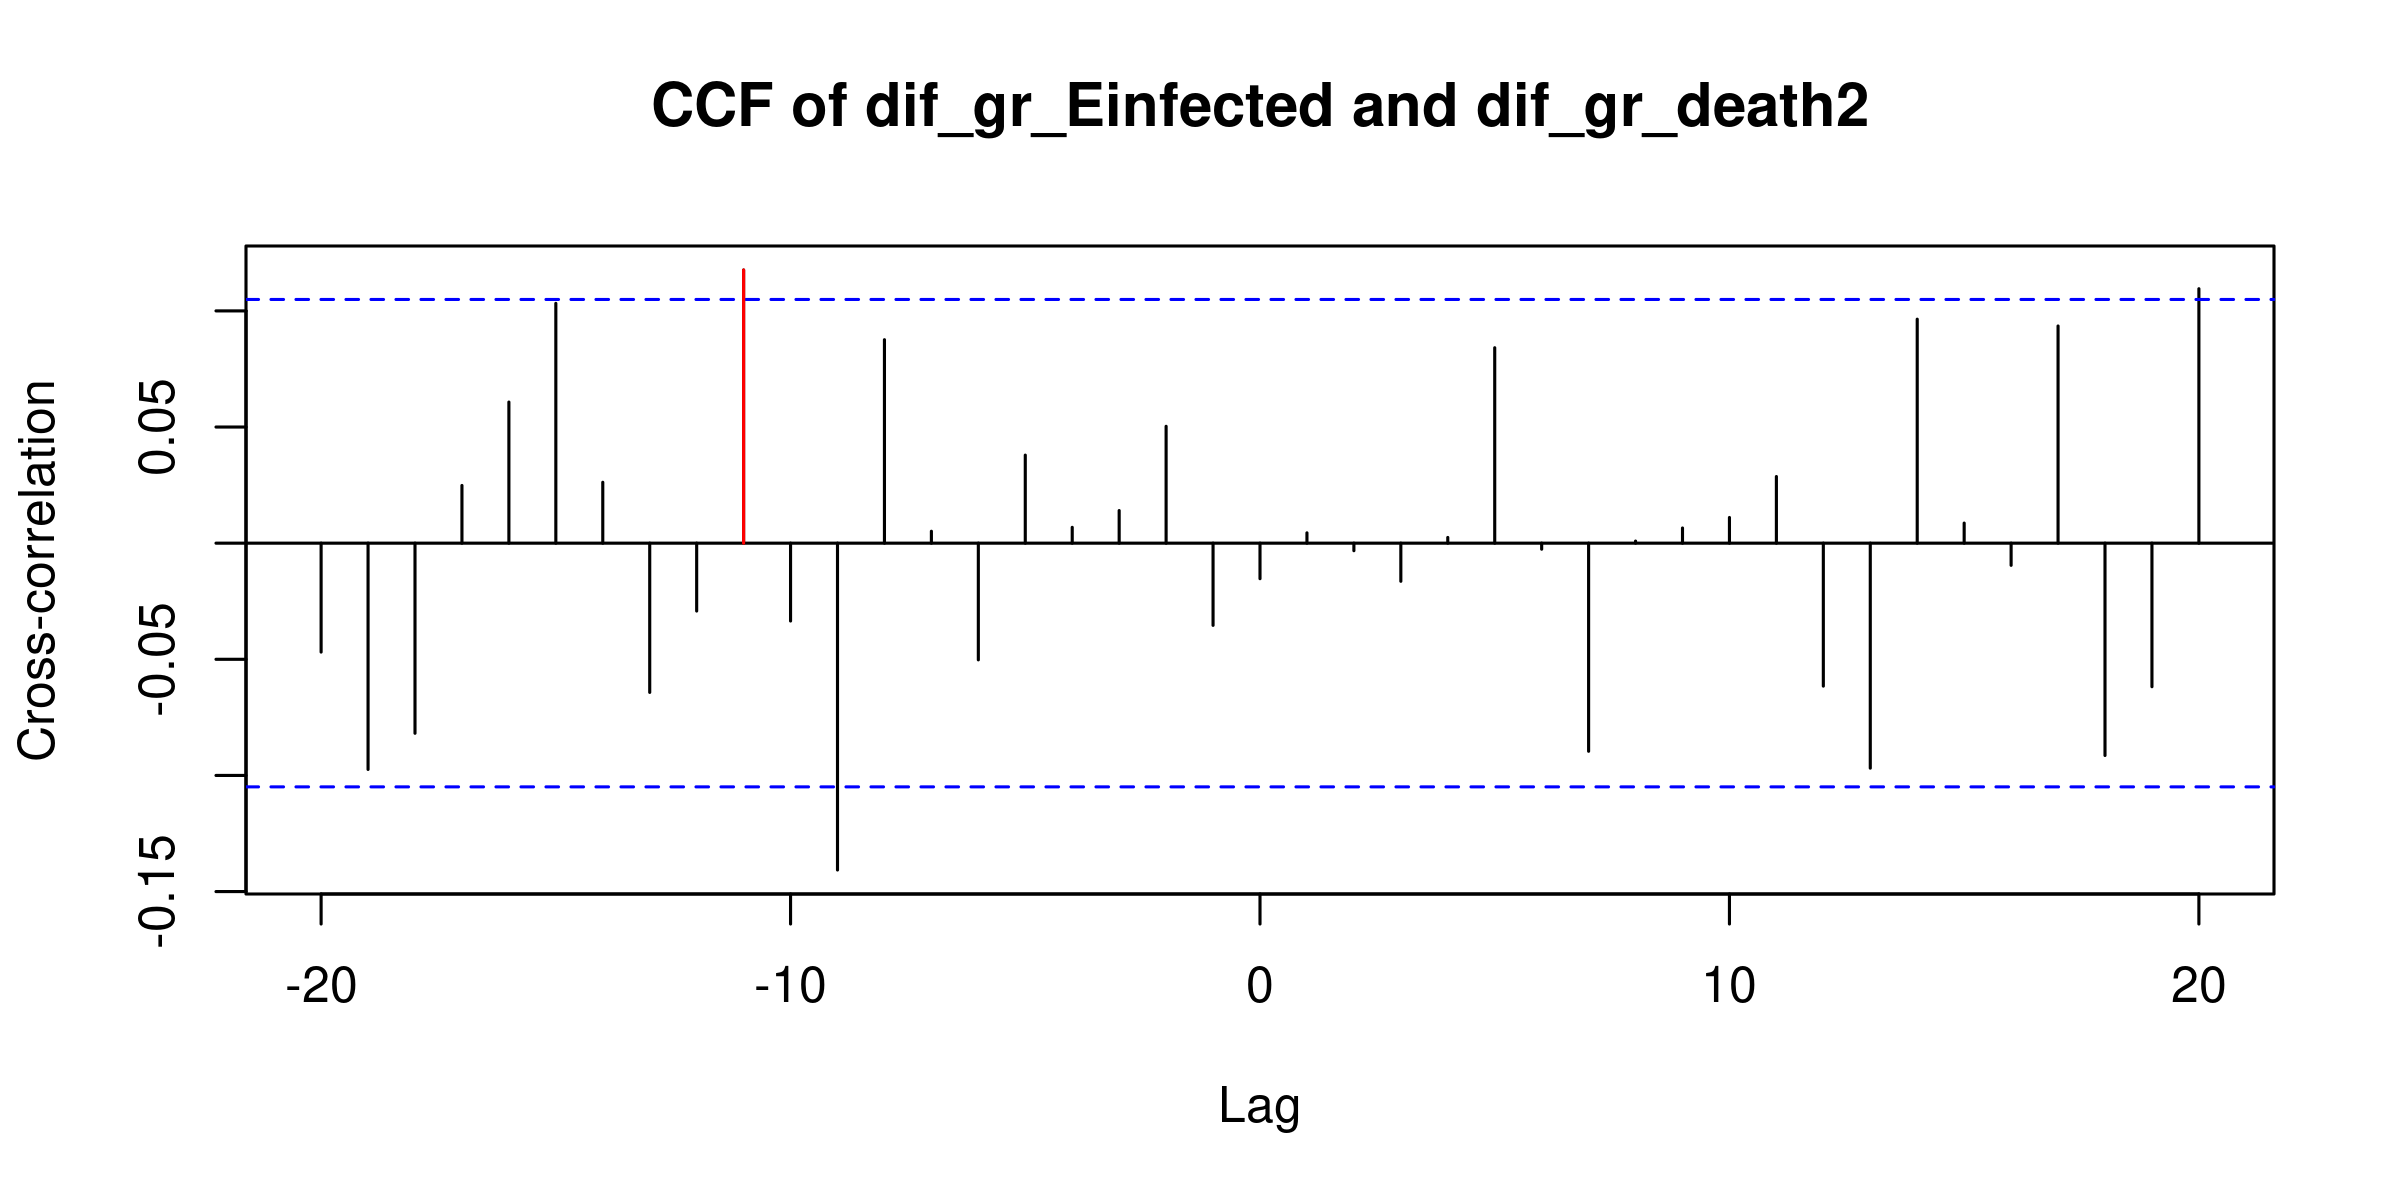 CCF of dif_gr_Einfected and dif_gr_death2
Cross-correlation
0.05
-0.05
-0.15
-20 -10 0 10 20
Lag